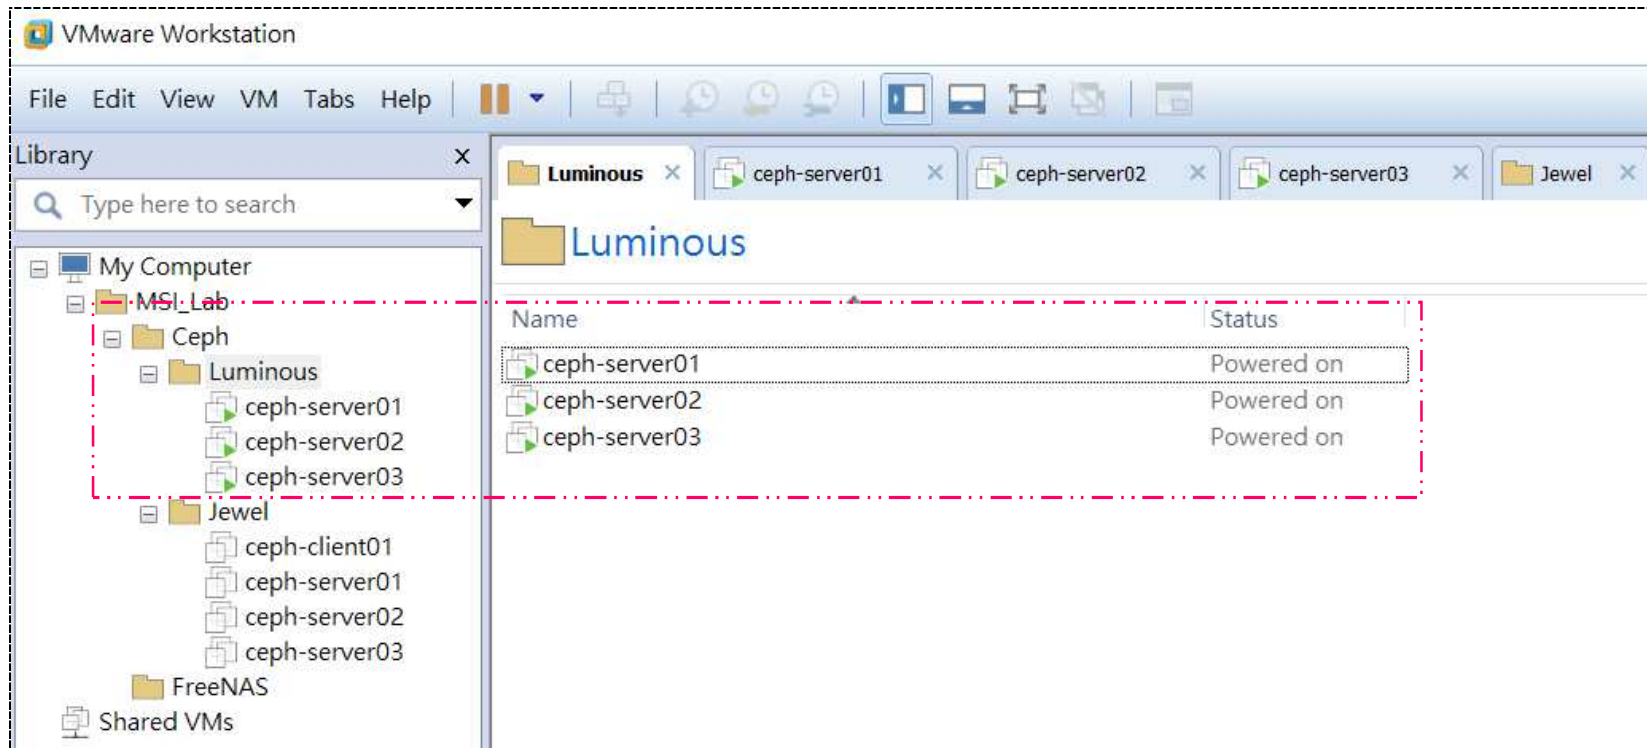 VMware Workstation
File Edit View VM Tabs Help
Library
Type here to search
My Computer
MSI_Lab
Ceph
Luminous
ceph-server01
ceph-server02
ceph-server03
Jewel
ceph-client01
ceph-server01
ceph-server02
ceph-server03
FreeNAS
Shared VMs
Luminous ceph-server01 ceph-server02 ceph-server03 Jewel
Luminous
Name Status
ceph-server01 Powered on
ceph-server02 Powered on
ceph-server03 Powered on